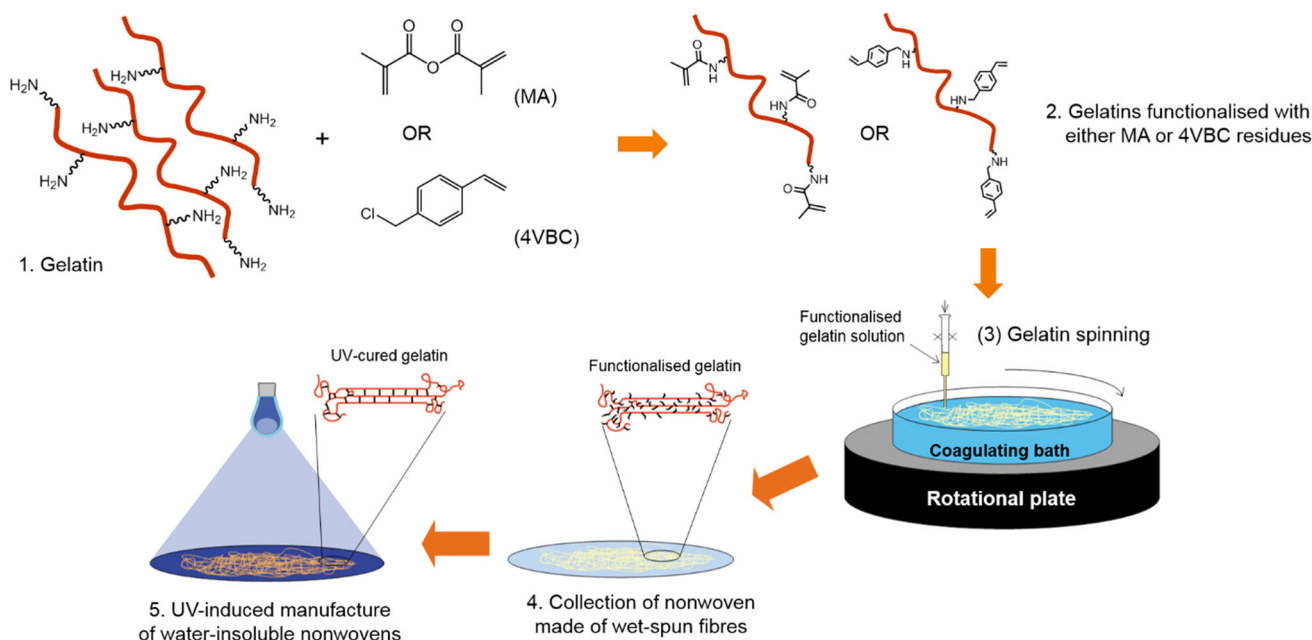 H₂N
NH₂
H₂N
NH₂
H₂N
NH₂
H₂N
NH₂
NH₂
NH₂
1. Gelatin
+
O
O
O
(MA)
OR
Cl
(4VBC)
O
N
H
O
NH
NH
O
OR
N
H
HN
NH
2. Gelatins functionalised with
either MA or 4VBC residues
Functionalised
gelatin solution
(3) Gelatin spinning
Coagulating bath
Rotational plate
UV-cured gelatin
Functionalised gelatin
5. UV-induced manufacture
of water-insoluble nonwovens
4. Collection of nonwoven
made of wet-spun fibres